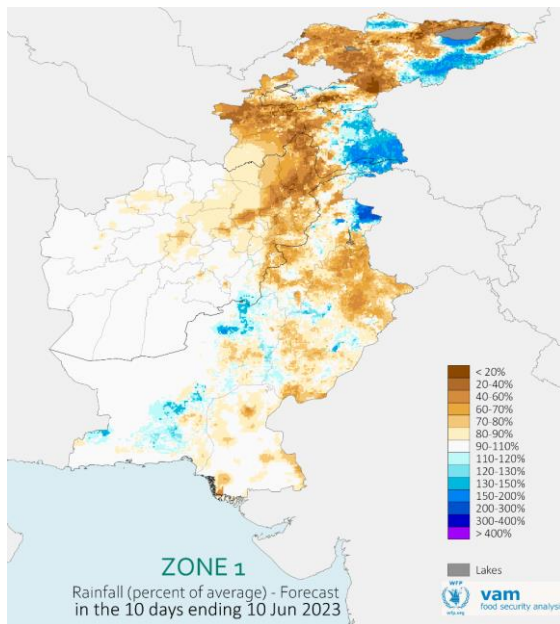 < 20%
20-40%
40-60%
60-70%
70-80%
80-90%
90-110%
110-120%
120-130%
130-150%
150-200%
200-300%
300-400%
> 400%
Lakes
ZONE 1
Rainfall (percent of average) - Forecast
in the 10 days ending 10 Jun 2023
WFP
wfp.org
vam
food security analysis